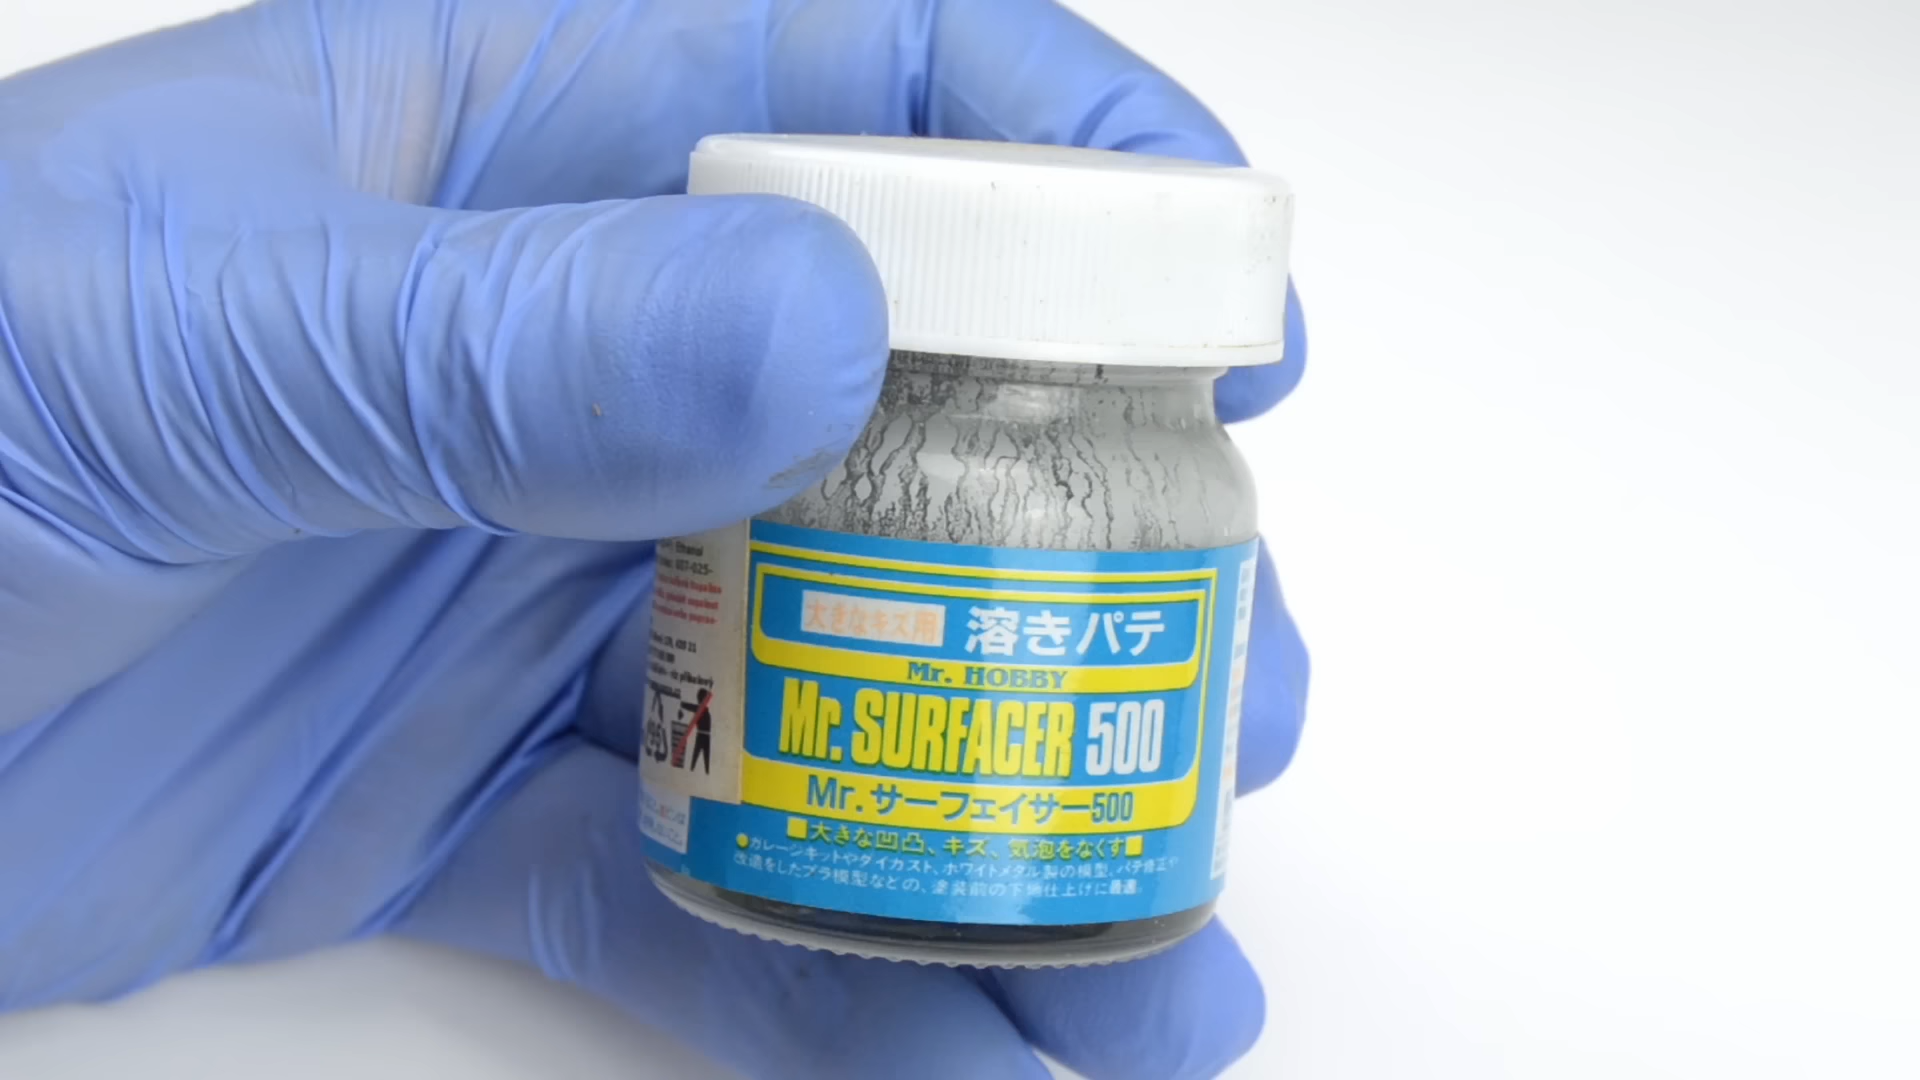 大きなキズ用 溶きパテ
Mr. HOBBY
Mr. SURFACER 500
Mr.サーフェイサー500
■大きな凹凸、キズ、気泡をなくす■
●ガレージキットやダイカスト、ホワイトメタル製の模型、パテ修正や
改造をしたプラ模型などの、塗装前の下地仕上げに最適。
Ethanol
607-025-